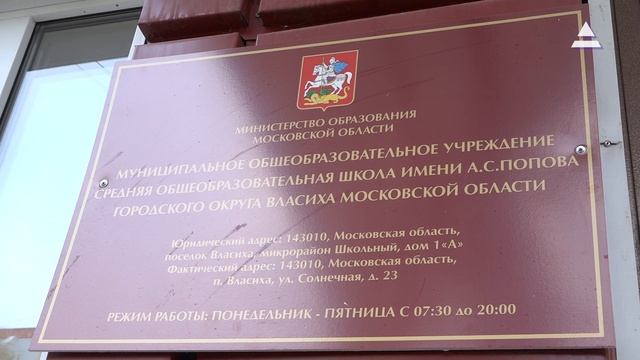 МИНИСТЕРСТВО ОБРАЗОВАНИЯ
МОСКОВСКОЙ ОБЛАСТИ
МУНИЦИПАЛЬНОЕ ОБЩЕОБРАЗОВАТЕЛЬНОЕ УЧРЕЖДЕНИЕ
СРЕДНЯЯ ОБЩЕОБРАЗОВАТЕЛЬНАЯ ШКОЛА ИМЕНИ А.С.ПОПОВА
ГОРОДСКОГО ОКРУГА ВЛАСИХА МОСКОВСКОЙ ОБЛАСТИ
Юридический адрес: 143010, Московская область,
поселок Власиха, микрорайон Школьный, дом 1«А»
Фактический адрес: 143010, Московская область,
п. Власиха, ул. Солнечная, д. 23
РЕЖИМ РАБОТЫ: ПОНЕДЕЛЬНИК - ПЯТНИЦА С 07:30 до 20:00